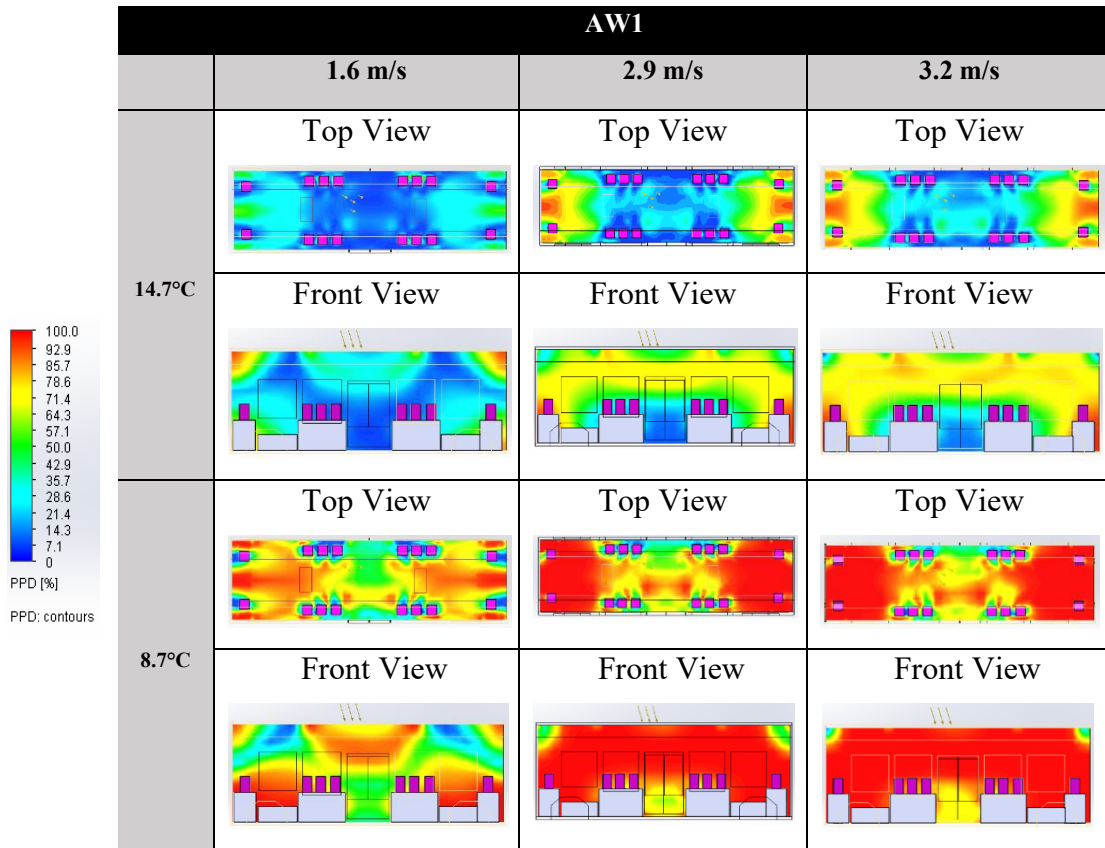 AW1
1.6 m/s
2.9 m/s
3.2 m/s
14.7°C
Top View
Top View
Top View
Front View
Front View
Front View
8.7°C
Top View
Top View
Top View
Front View
Front View
Front View
100.0
92.9
85.7
78.6
71.4
64.3
57.1
50.0
42.9
35.7
28.6
21.4
14.3
7.1
0
PPD [%]
PPD: contours